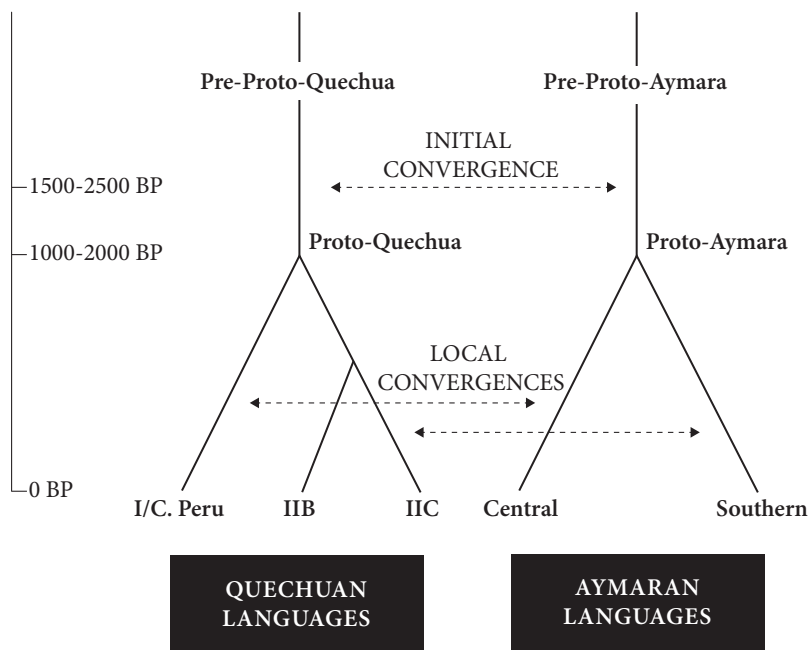 Pre-Proto-Quechua
Pre-Proto-Aymara
INITIAL
CONVERGENCE
1500-2500 BP
Proto-Quechua
Proto-Aymara
1000-2000 BP
LOCAL
CONVERGENCES
0 BP
I/C. Peru
IIB
IIC
Central
Southern
QUECHUAN
LANGUAGES
AYMARAN
LANGUAGES